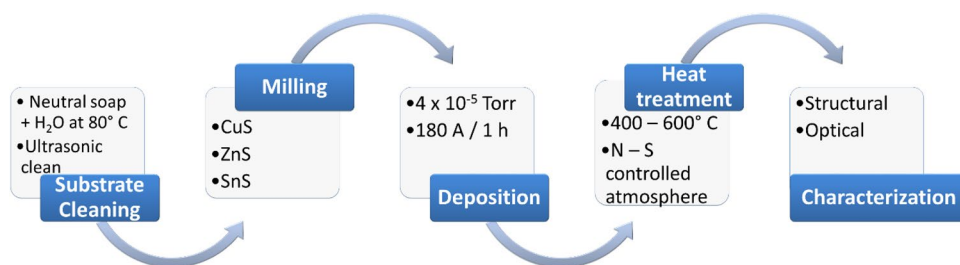 • Neutral soap
+ H₂O at 80° C
•Ultrasonic
clean
Substrate
Cleaning
Milling
•CuS
•ZnS
•SnS
•4 x 10⁻⁵ Torr
•180 A / 1 h
Deposition
Heat
treatment
•400 – 600° C
•N – S
controlled
atmosphere
•Structural
•Optical
Characterization